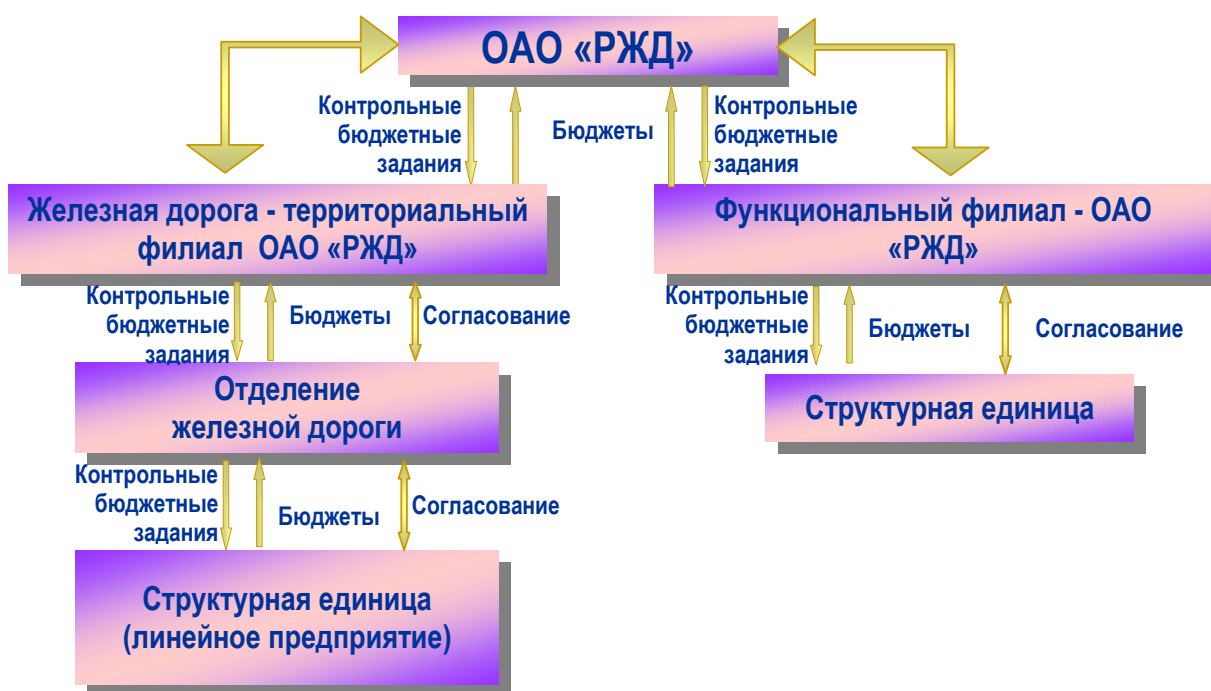 ОАО «РЖД»
Контрольные
бюджетные
задания
Бюджеты
Контрольные
бюджетные
задания
Железная дорога - территориальный
филиал ОАО «РЖД»
Функциональный филиал - ОАО
«РЖД»
Контрольные
бюджетные
задания
Бюджеты
Согласование
Контрольные
бюджетные
задания
Бюджеты
Согласование
Отделение
железной дороги
Структурная единица
Контрольные
бюджетные
задания
Бюджеты
Согласование
Структурная единица
(линейное предприятие)